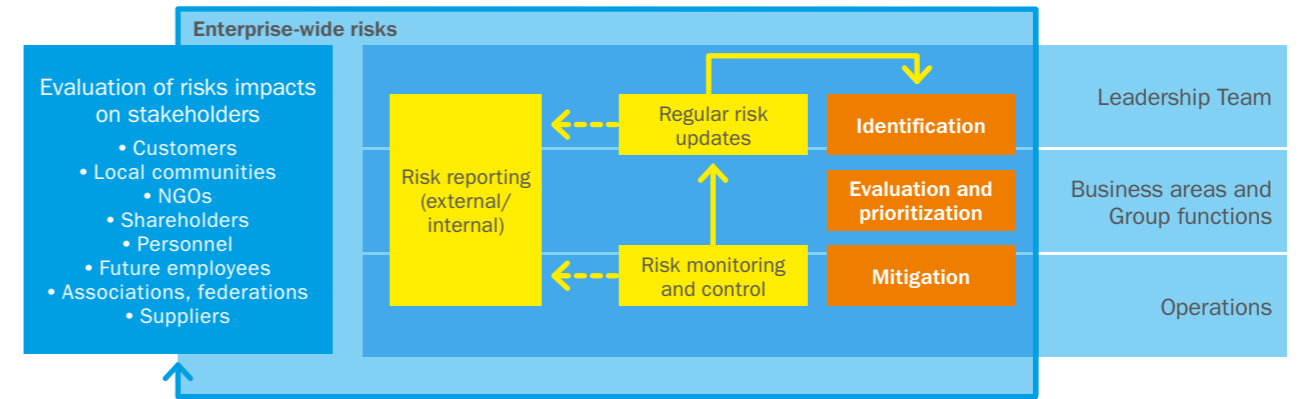 Enterprise-wide risks
Evaluation of risks impacts
on stakeholders
• Customers
• Local communities
• NGOs
• Shareholders
• Personnel
• Future employees
• Associations, federations
• Suppliers
Risk reporting
(external/
internal)
Regular risk
updates
Risk monitoring
and control
Identification
Evaluation and
prioritization
Mitigation
Leadership Team
Business areas and
Group functions
Operations